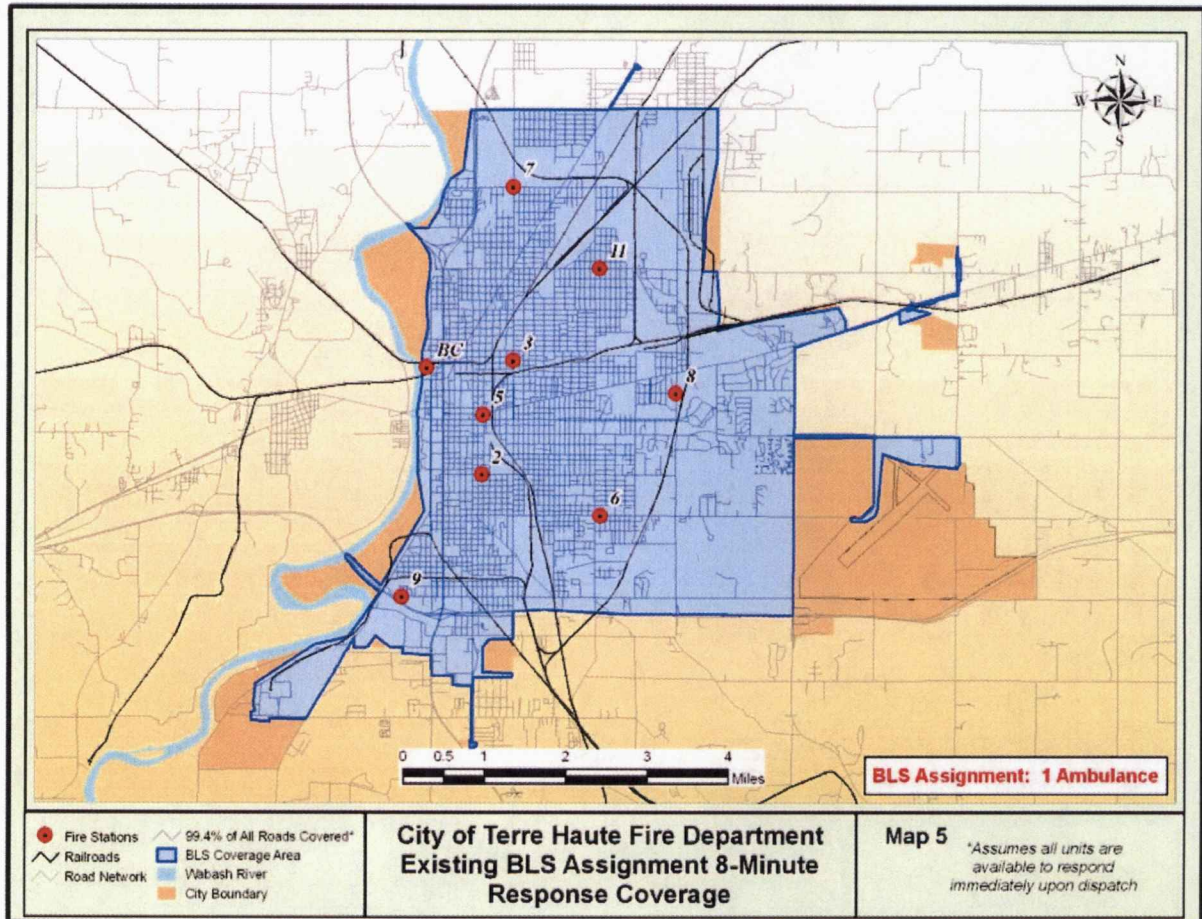 N
W E
S
7
11
BC
3
8
5
2
6
9
0 0.5 1 2 3 4
Miles
BLS Assignment: 1 Ambulance
Fire Stations
Railroads
Road Network
99.4% of All Roads Covered*
BLS Coverage Area
Wabash River
City Boundary
City of Terre Haute Fire Department
Existing BLS Assignment 8-Minute
Response Coverage
Map 5
*Assumes all units are
available to respond
immediately upon dispatch